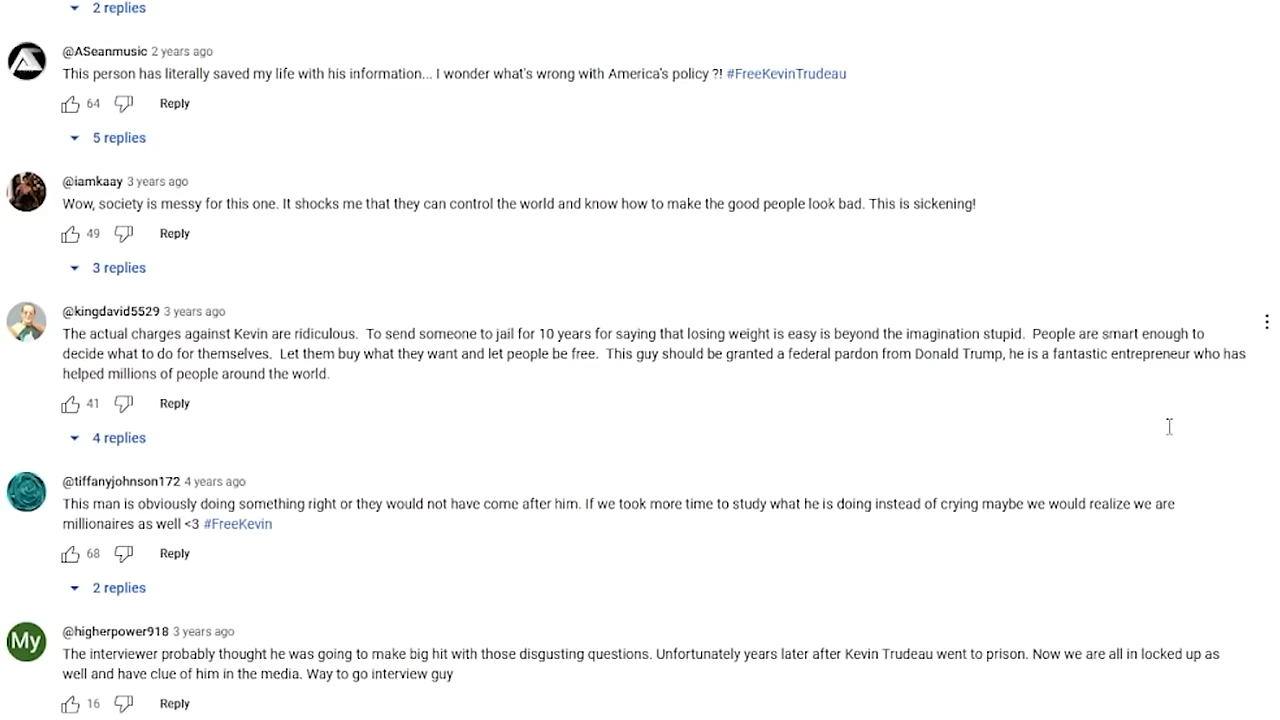 2 replies
@ASeanmusic 2 years ago
This person has literally saved my life with his information... I wonder what's wrong with America's policy ?! #FreeKevinTrudeau
64 Reply
5 replies
@iamkaay 3 years ago
Wow, society is messy for this one. It shocks me that they can control the world and know how to make the good people look bad. This is sickening!
49 Reply
3 replies
@kingdavid5529 3 years ago
The actual charges against Kevin are ridiculous. To send someone to jail for 10 years for saying that losing weight is easy is beyond the imagination stupid. People are smart enough to
decide what to do for themselves. Let them buy what they want and let people be free. This guy should be granted a federal pardon from Donald Trump, he is a fantastic entrepreneur who has
helped millions of people around the world.
41 Reply
4 replies
@tiffanyjohnson172 4 years ago
This man is obviously doing something right or they would not have come after him. If we took more time to study what he is doing instead of crying maybe we would realize we are
millionaires as well <3 #FreeKevin
68 Reply
2 replies
My
@higherpower918 3 years ago
The interviewer probably thought he was going to make big hit with those disgusting questions. Unfortunately years later after Kevin Trudeau went to prison. Now we are all in locked up as
well and have clue of him in the media. Way to go interview guy
16 Reply